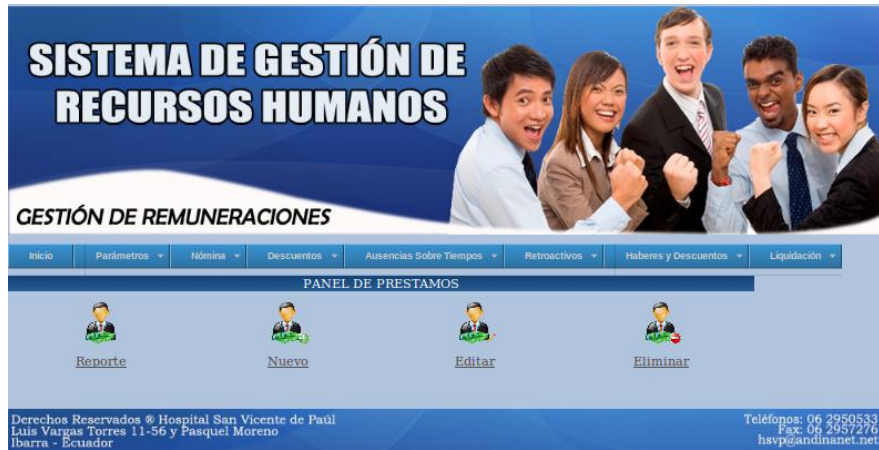 SISTEMA DE GESTIÓN DE
RECURSOS HUMANOS
GESTIÓN DE REMUNERACIONES
Inicio Parámetros Nómina Descuentos Ausencias Sobre Tiempos Retroactivos Haberes y Descuentos Liquidación
PANEL DE PRESTAMOS
Reporte Nuevo Editar Eliminar
Derechos Reservados ® Hospital San Vicente de Paúl
Luis Vargas Torres 11-56 y Pasquel Moreno
Ibarra - Ecuador
Teléfonos: 06 2950533
Fax: 06 2957276
hsvp@andinanet.net